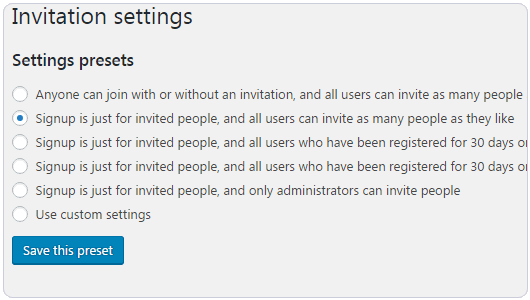 Invitation settings
Settings presets
Anyone can join with or without an invitation, and all users can invite as many people
Signup is just for invited people, and all users can invite as many people as they like
Signup is just for invited people, and all users who have been registered for 30 days or
Signup is just for invited people, and all users who have been registered for 30 days or
Signup is just for invited people, and only administrators can invite people
Use custom settings
Save this preset